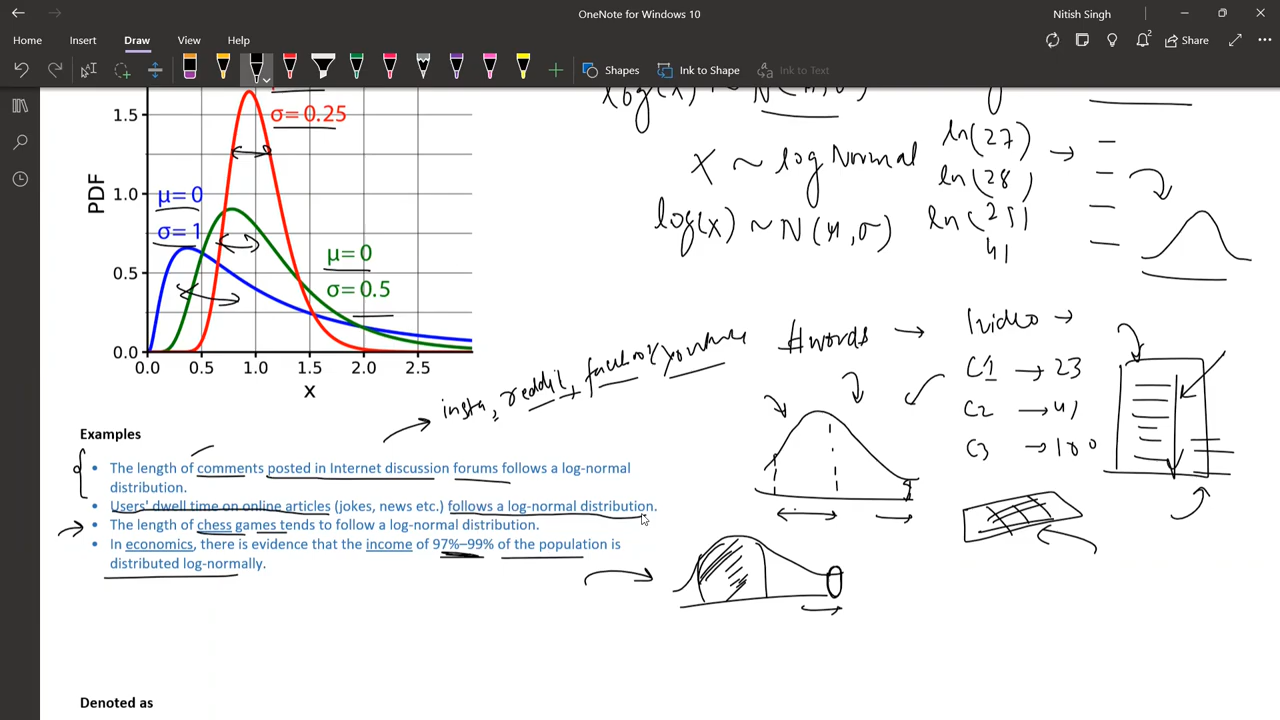 OneNote for Windows 10
Nitish Singh
Home Insert Draw View Help
Share
Shapes Ink to Shape Ink to Text
1.5
1.0
0.5
0.0
0.0 0.5 1.0 1.5 2.0 2.5
PDF
x
σ= 0.25
μ= 0
σ= 1
μ= 0
σ= 0.5
log(x) ~ N(μ, σ)
X ~ log Normal
log(x) ~ N(μ, σ)
ln(27)
ln(28)
ln(25)
41
insta, reddit, facebook youtube
#words → 1video →
C1 → 23
C2 → 41
C3 → 100
Examples
• The length of comments posted in Internet discussion forums follows a log-normal
distribution.
• Users' dwell time on online articles (jokes, news etc.) follows a log-normal distribution.
• The length of chess games tends to follow a log-normal distribution.
• In economics, there is evidence that the income of 97%–99% of the population is
distributed log-normally.
Denoted as